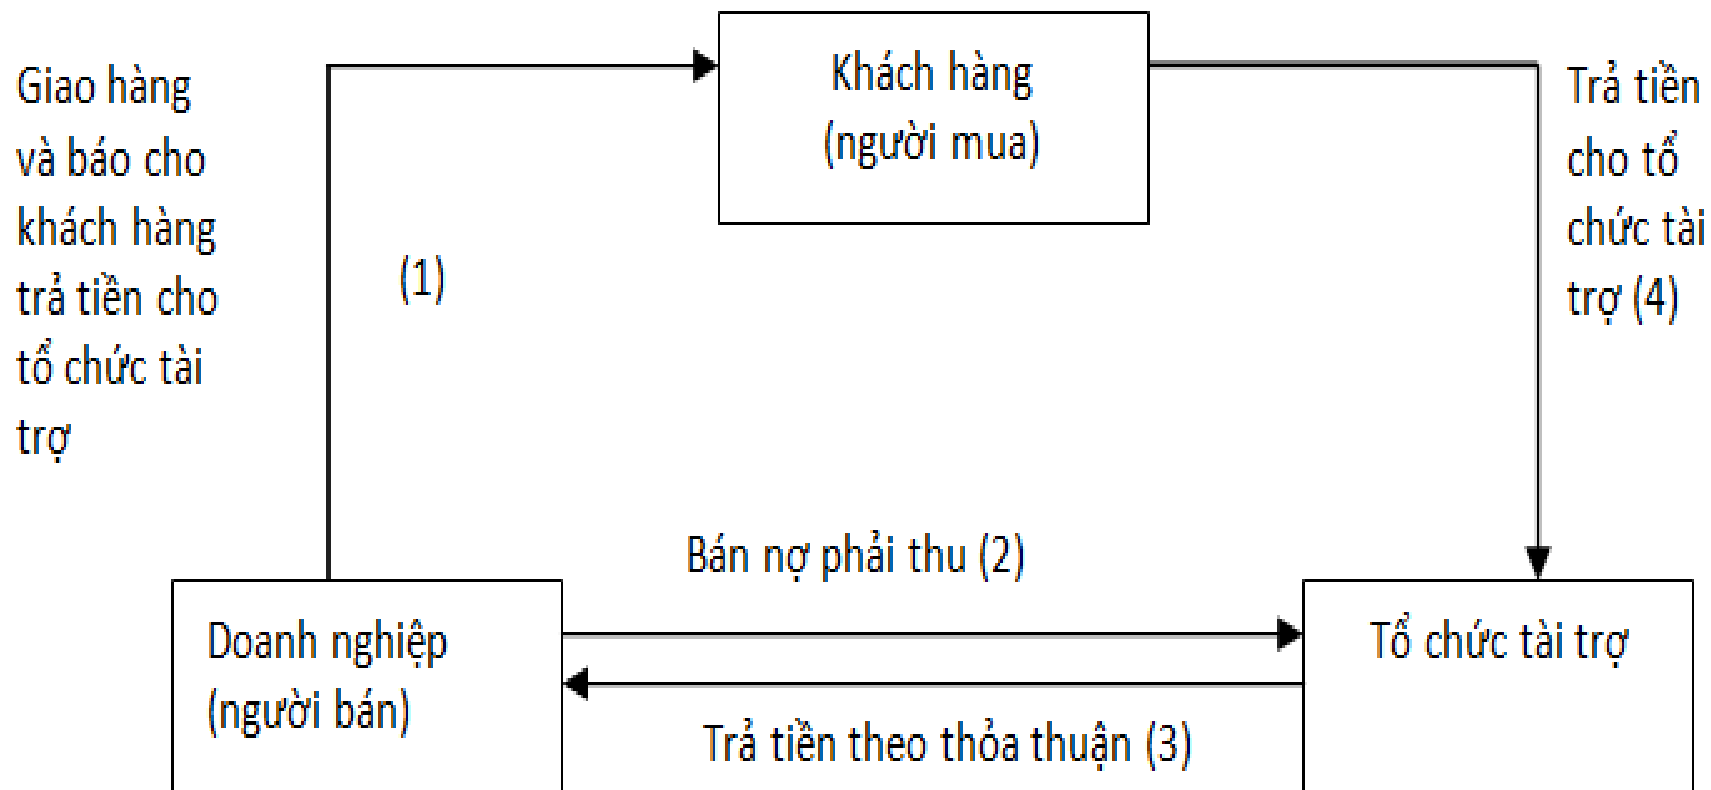 Giao hàng
và báo cho
khách hàng
trả tiền cho
tổ chức tài
trợ
(1)
Khách hàng
(người mua)
Trả tiền
cho tổ
chức tài
trợ (4)
Bán nợ phải thu (2)
Doanh nghiệp
(người bán)
Tổ chức tài trợ
Trả tiền theo thỏa thuận (3)